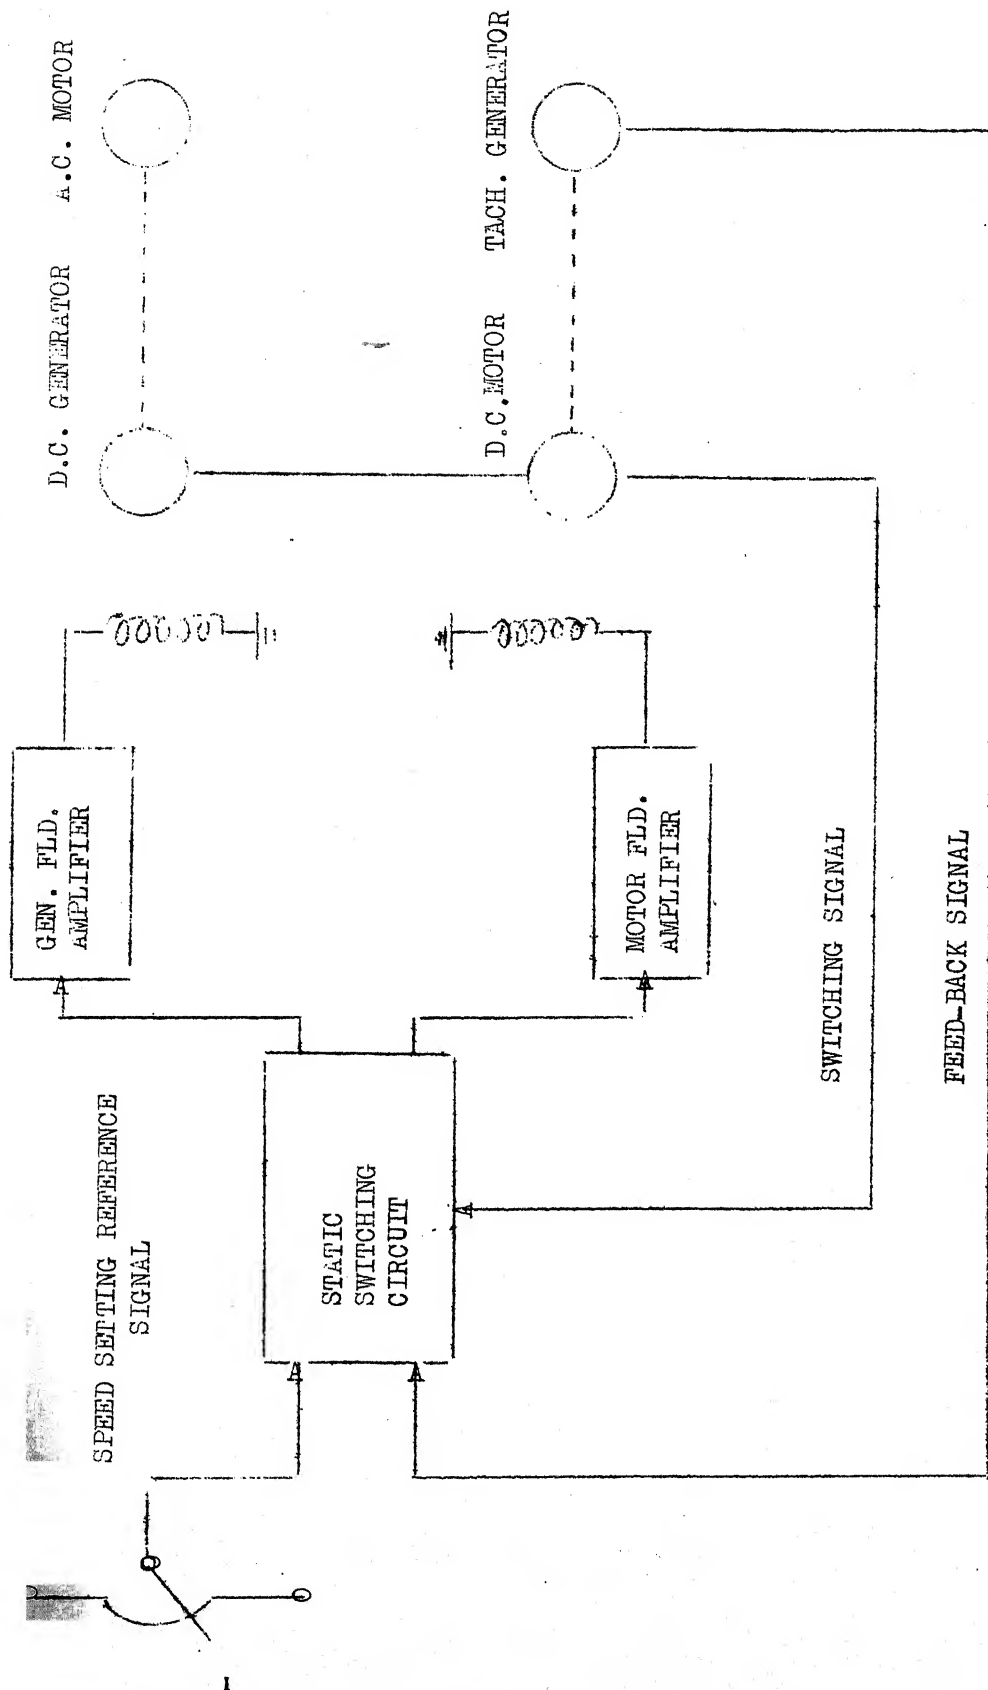 SPEED SETTING REFERENCE
SIGNAL
GEN. FLD.
AMPLIFIER
D.C. GENERATOR
A.C. MOTOR
STATIC
SWITCHING
CIRCUIT
MOTOR FLD.
AMPLIFIER
D.C.MOTOR
TACH. GENERATOR
SWITCHING SIGNAL
FEED-BACK SIGNAL